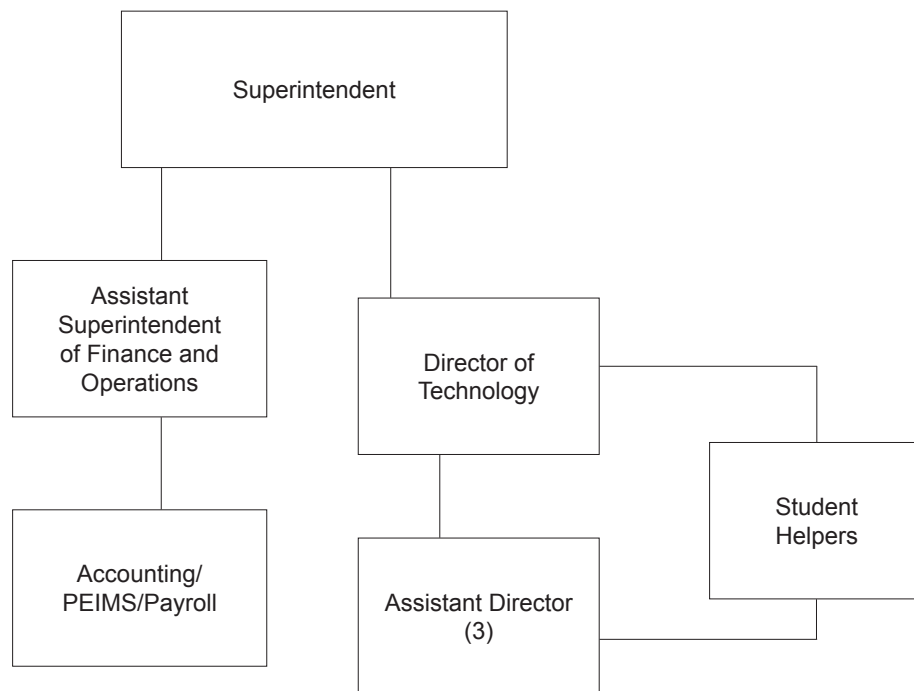 Superintendent
Assistant
Superintendent
of Finance and
Operations
Director of
Technology
Student
Helpers
Accounting/
PEIMS/Payroll
Assistant Director
(3)